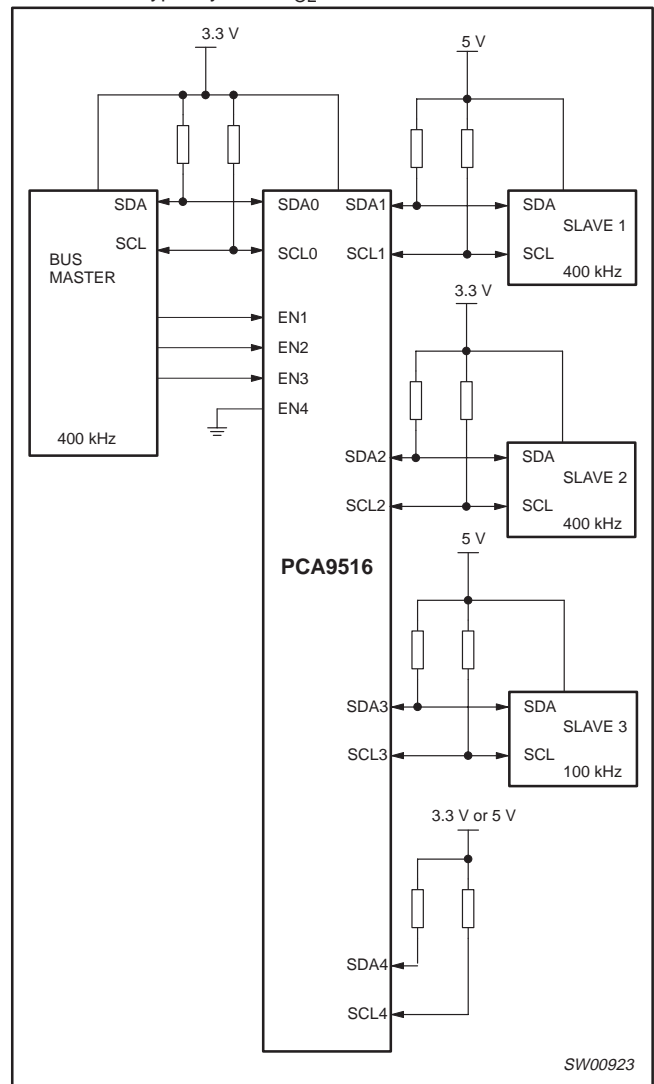 3.3 V
5 V
SDA
SCL
BUS
MASTER
400 kHz
SDA0
SCL0
EN1
EN2
EN3
EN4
PCA9516
SDA1
SCL1
SDA
SLAVE 1
SCL
400 kHz
3.3 V
SDA2
SCL2
SDA
SLAVE 2
SCL
400 kHz
5 V
SDA3
SCL3
SDA
SLAVE 3
SCL
100 kHz
3.3 V or 5 V
SDA4
SCL4
SW00923